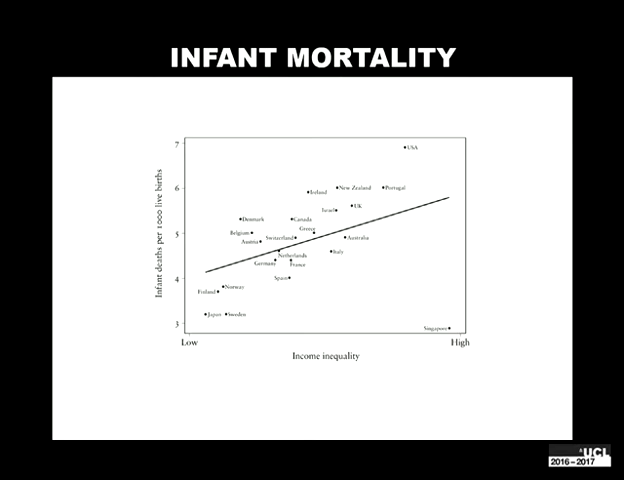 INFANT MORTALITY
Infant deaths per 1000 live births
7
6
5
4
3
USA
Ireland
New Zealand
Portugal
Israel
UK
Denmark
Canada
Belgium
Greece
Austria
Switzerland
Australia
Netherlands
Italy
Germany
France
Spain
Norway
Finland
Japan
Sweden
Singapore
Low
High
Income inequality
UCL
2016–2017